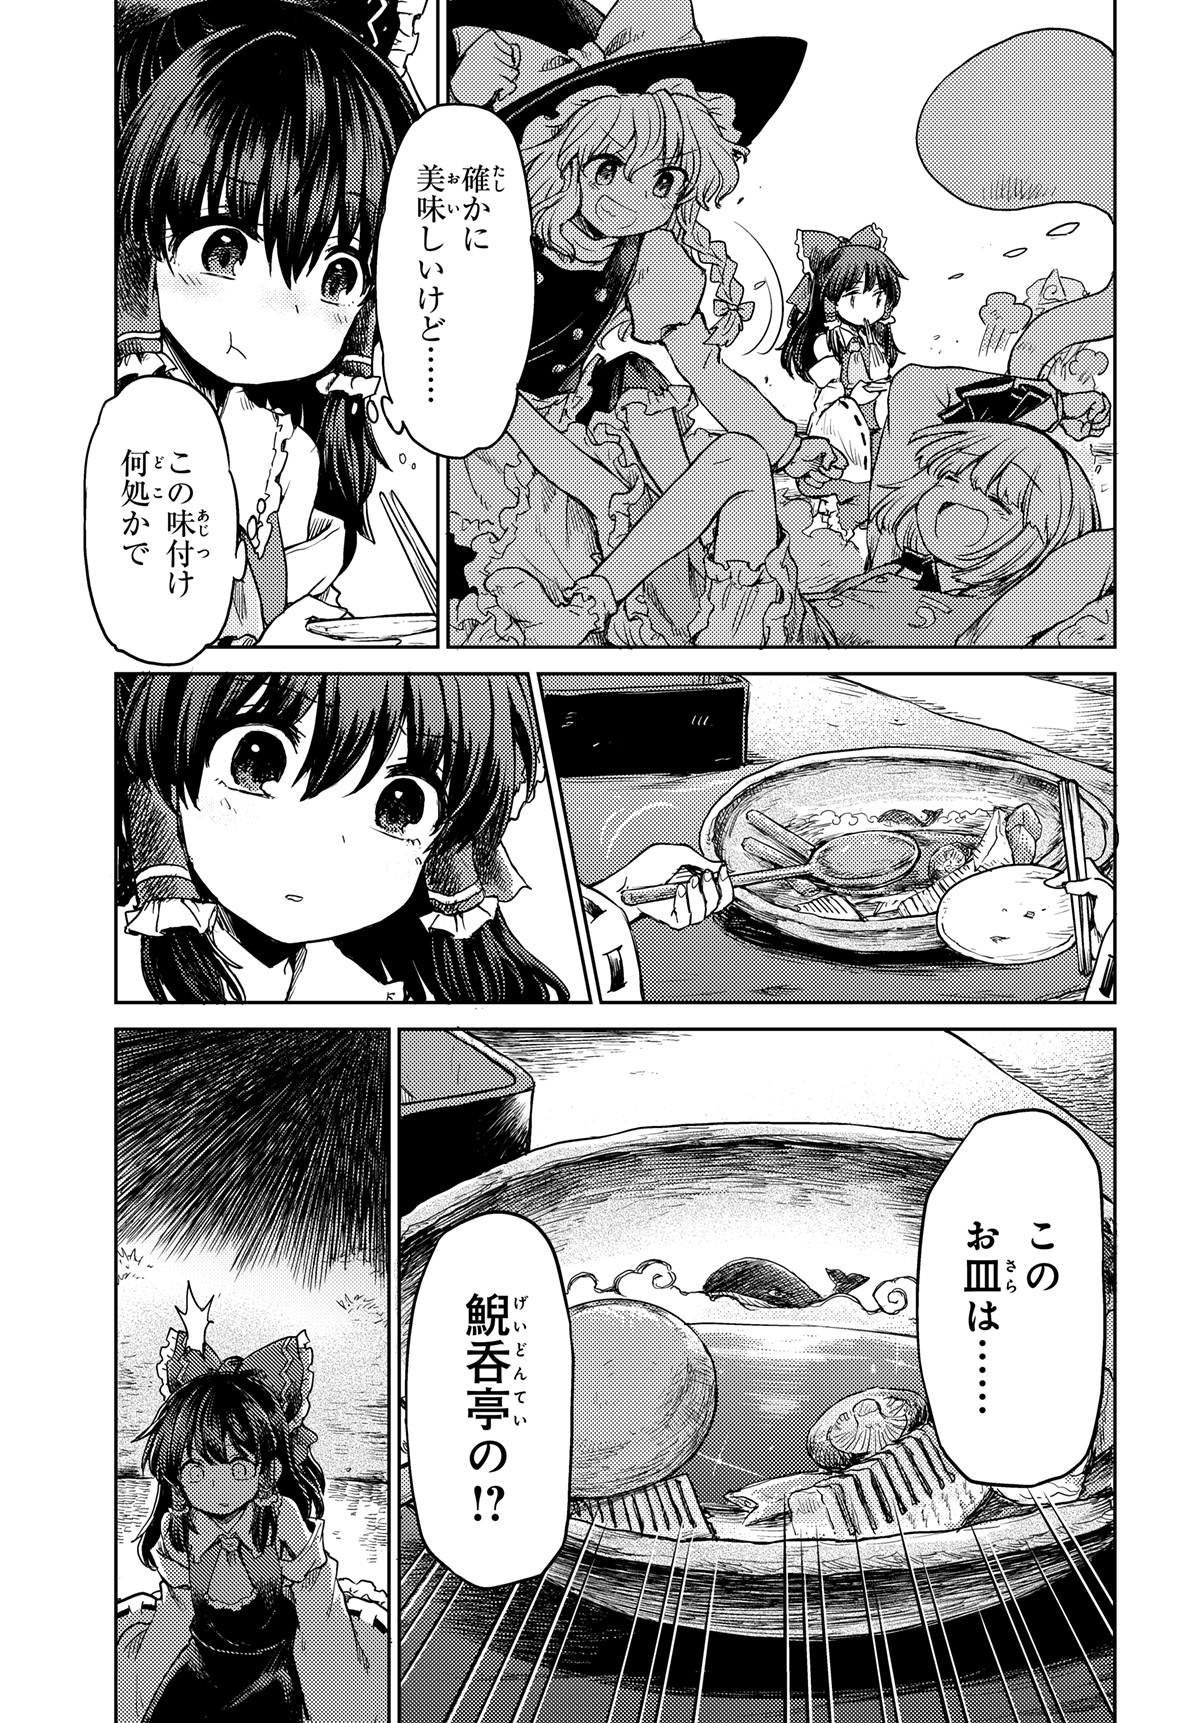 確かに
美味しいけど……
この味付け
何処かで
この
お皿は……
鯢呑亭の!?